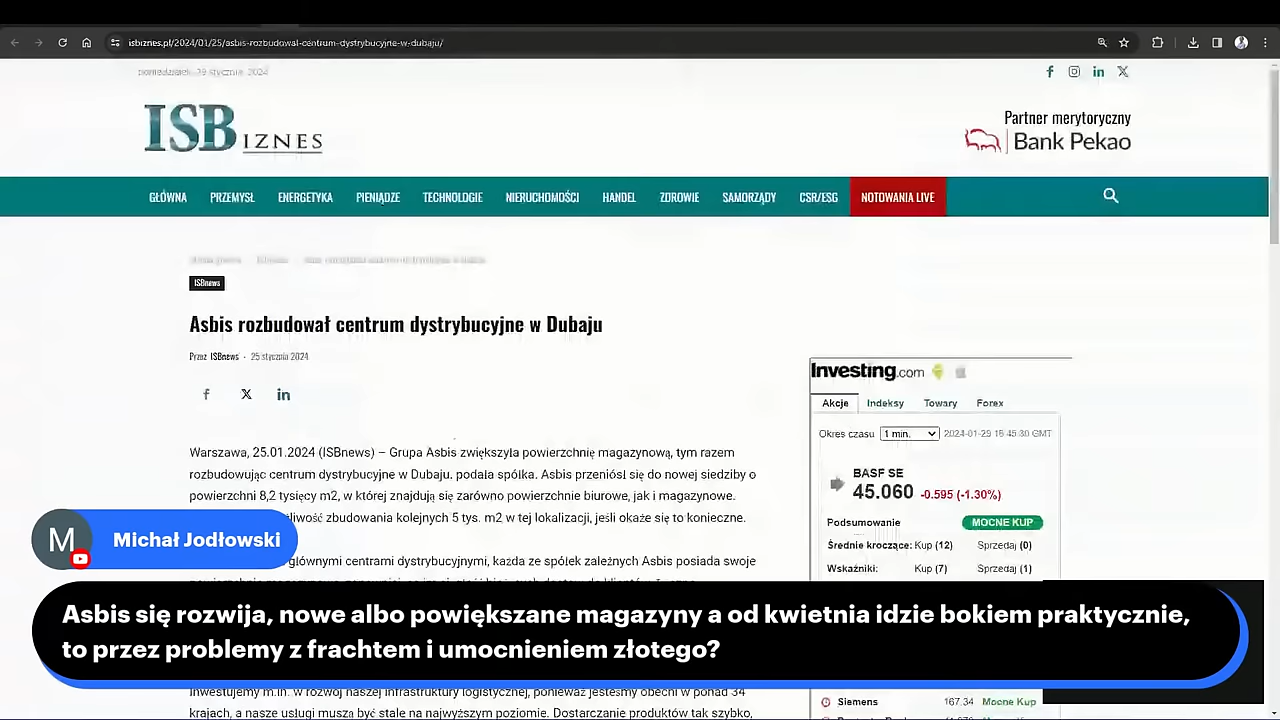 isbiznes.pl/2024/01/25/asbis-rozbudowal-centrum-dystrybucyjne-w-dubaju/
poniedziałek, 29 stycznia, 2024
ISBIZNES
Partner merytoryczny
Bank Pekao
GŁÓWNA PRZEMYSŁ ENERGETYKA PIENIĄDZE TECHNOLOGIE NIERUCHOMOŚCI HANDEL ZDROWIE SAMORZĄDY CSR/ESG NOTOWANIA LIVE
ISBnews
Asbis rozbudował centrum dystrybucyjne w Dubaju
Przez ISBnews - 25 stycznia 2024
Warszawa, 25.01.2024 (ISBnews) – Grupa Asbis zwiększyła powierzchnię magazynową, tym razem
rozbudowując centrum dystrybucyjne w Dubaju, podała spółka. Asbis przeniósł się do nowej siedziby o
powierzchni 8,2 tysięcy m2, w której znajdują się zarówno powierzchnie biurowe, jak i magazynowe.
zbudowania kolejnych 5 tys. m2 w tej lokalizacji, jeśli okaże się to konieczne.
głównymi centrami dystrybucyjnymi, każda ze spółek zależnych Asbis posiada swoje
Investing.com
Akcje Indeksy Towary Forex
Okres czasu 1 min. 2024-01-29 15:45:30 GMT
BASF SE
45.060 -0.595 (-1.30%)
Podsumowanie MOCNE KUP
Średnie kroczące: Kup (12) Sprzedaj (0)
Wskaźniki: Kup (7) Sprzedaj (1)
M Michał Jodłowski
Asbis się rozwija, nowe albo powiększane magazyny a od kwietnia idzie bokiem praktycznie,
to przez problemy z frachtem i umocnieniem złotego?
Inwestujemy m.in. w rozwój naszej infrastruktury logistycznej, ponieważ jesteśmy obecni w ponad 34
krajach, a nasze usługi muszą być stale na najwyższym poziomie. Dostarczanie produktów tak szybko,
Siemens 167.34 Mocne Kup